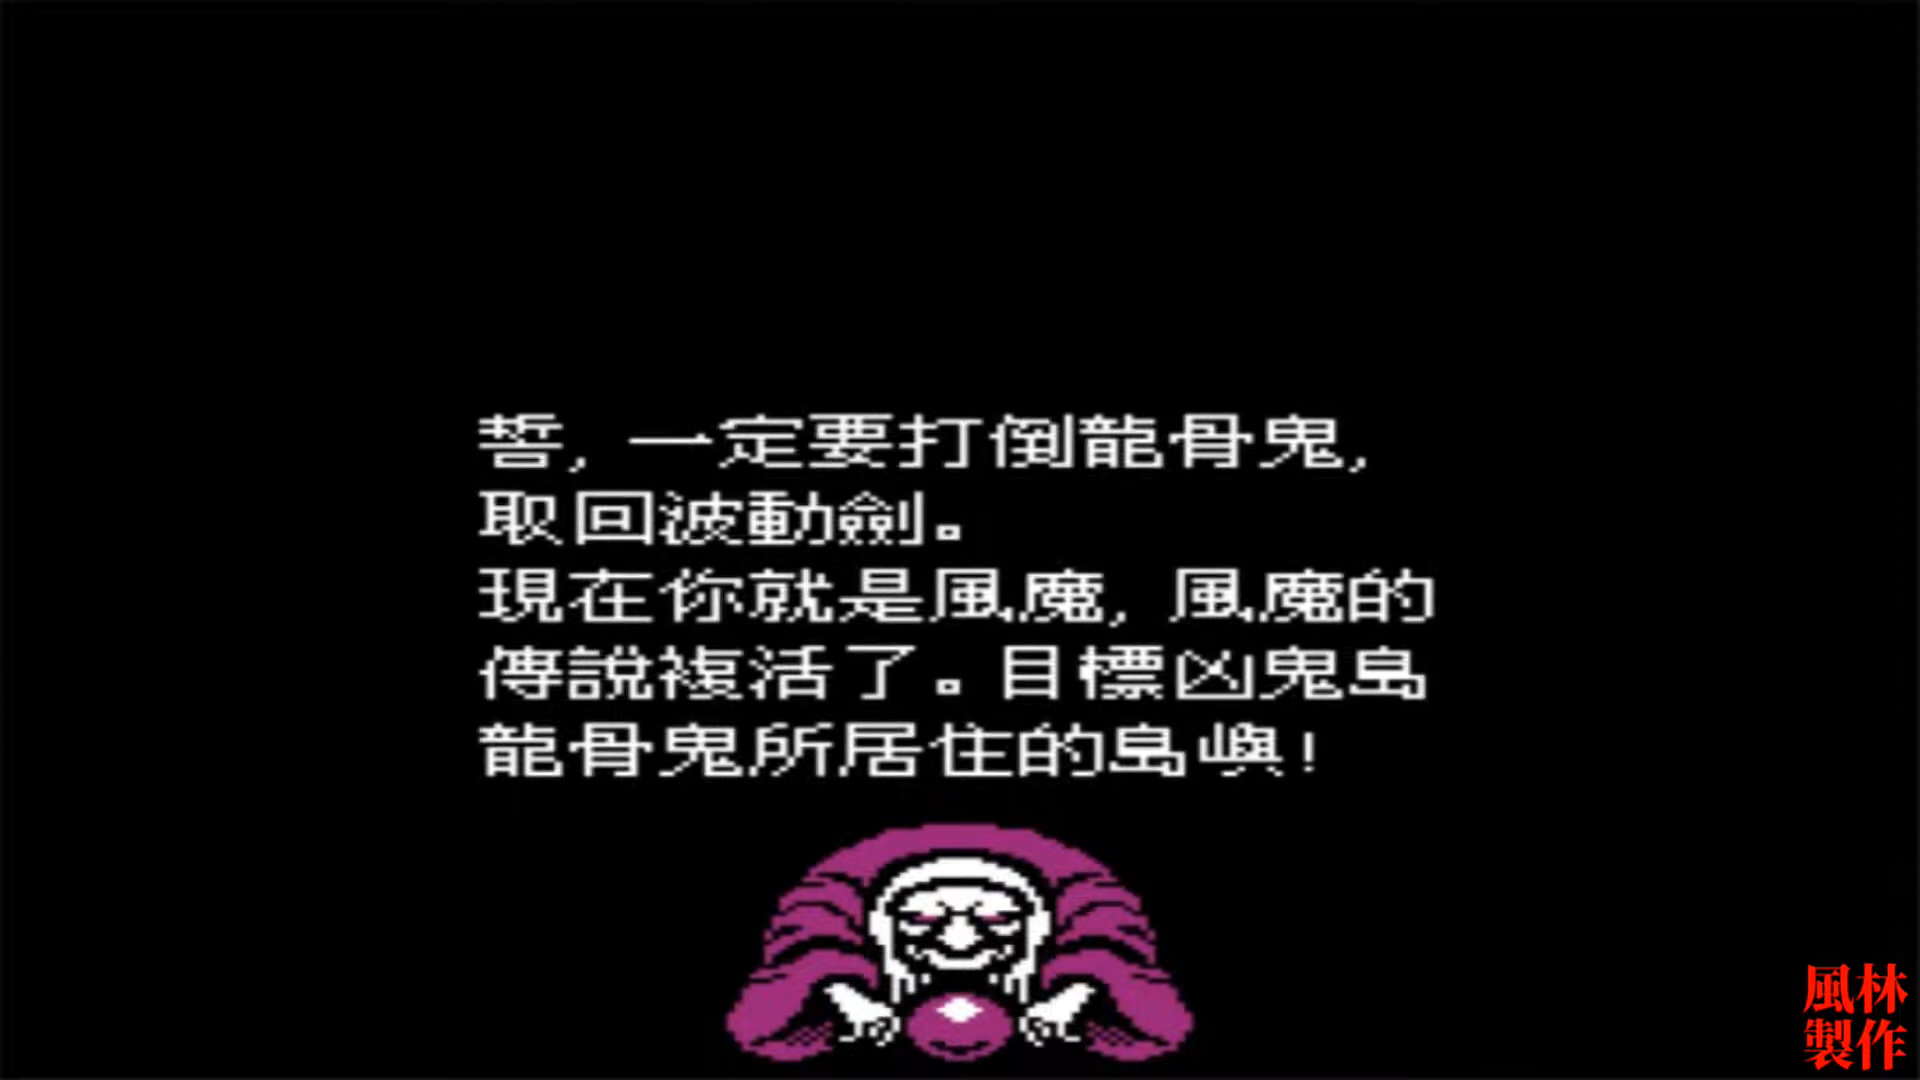 誓,一定要打倒龍骨鬼,
取回波動劍。
現在你就是風魔,風魔的
傳說複活了。目標凶鬼島
龍骨鬼所居住的島嶼!
風林
製作